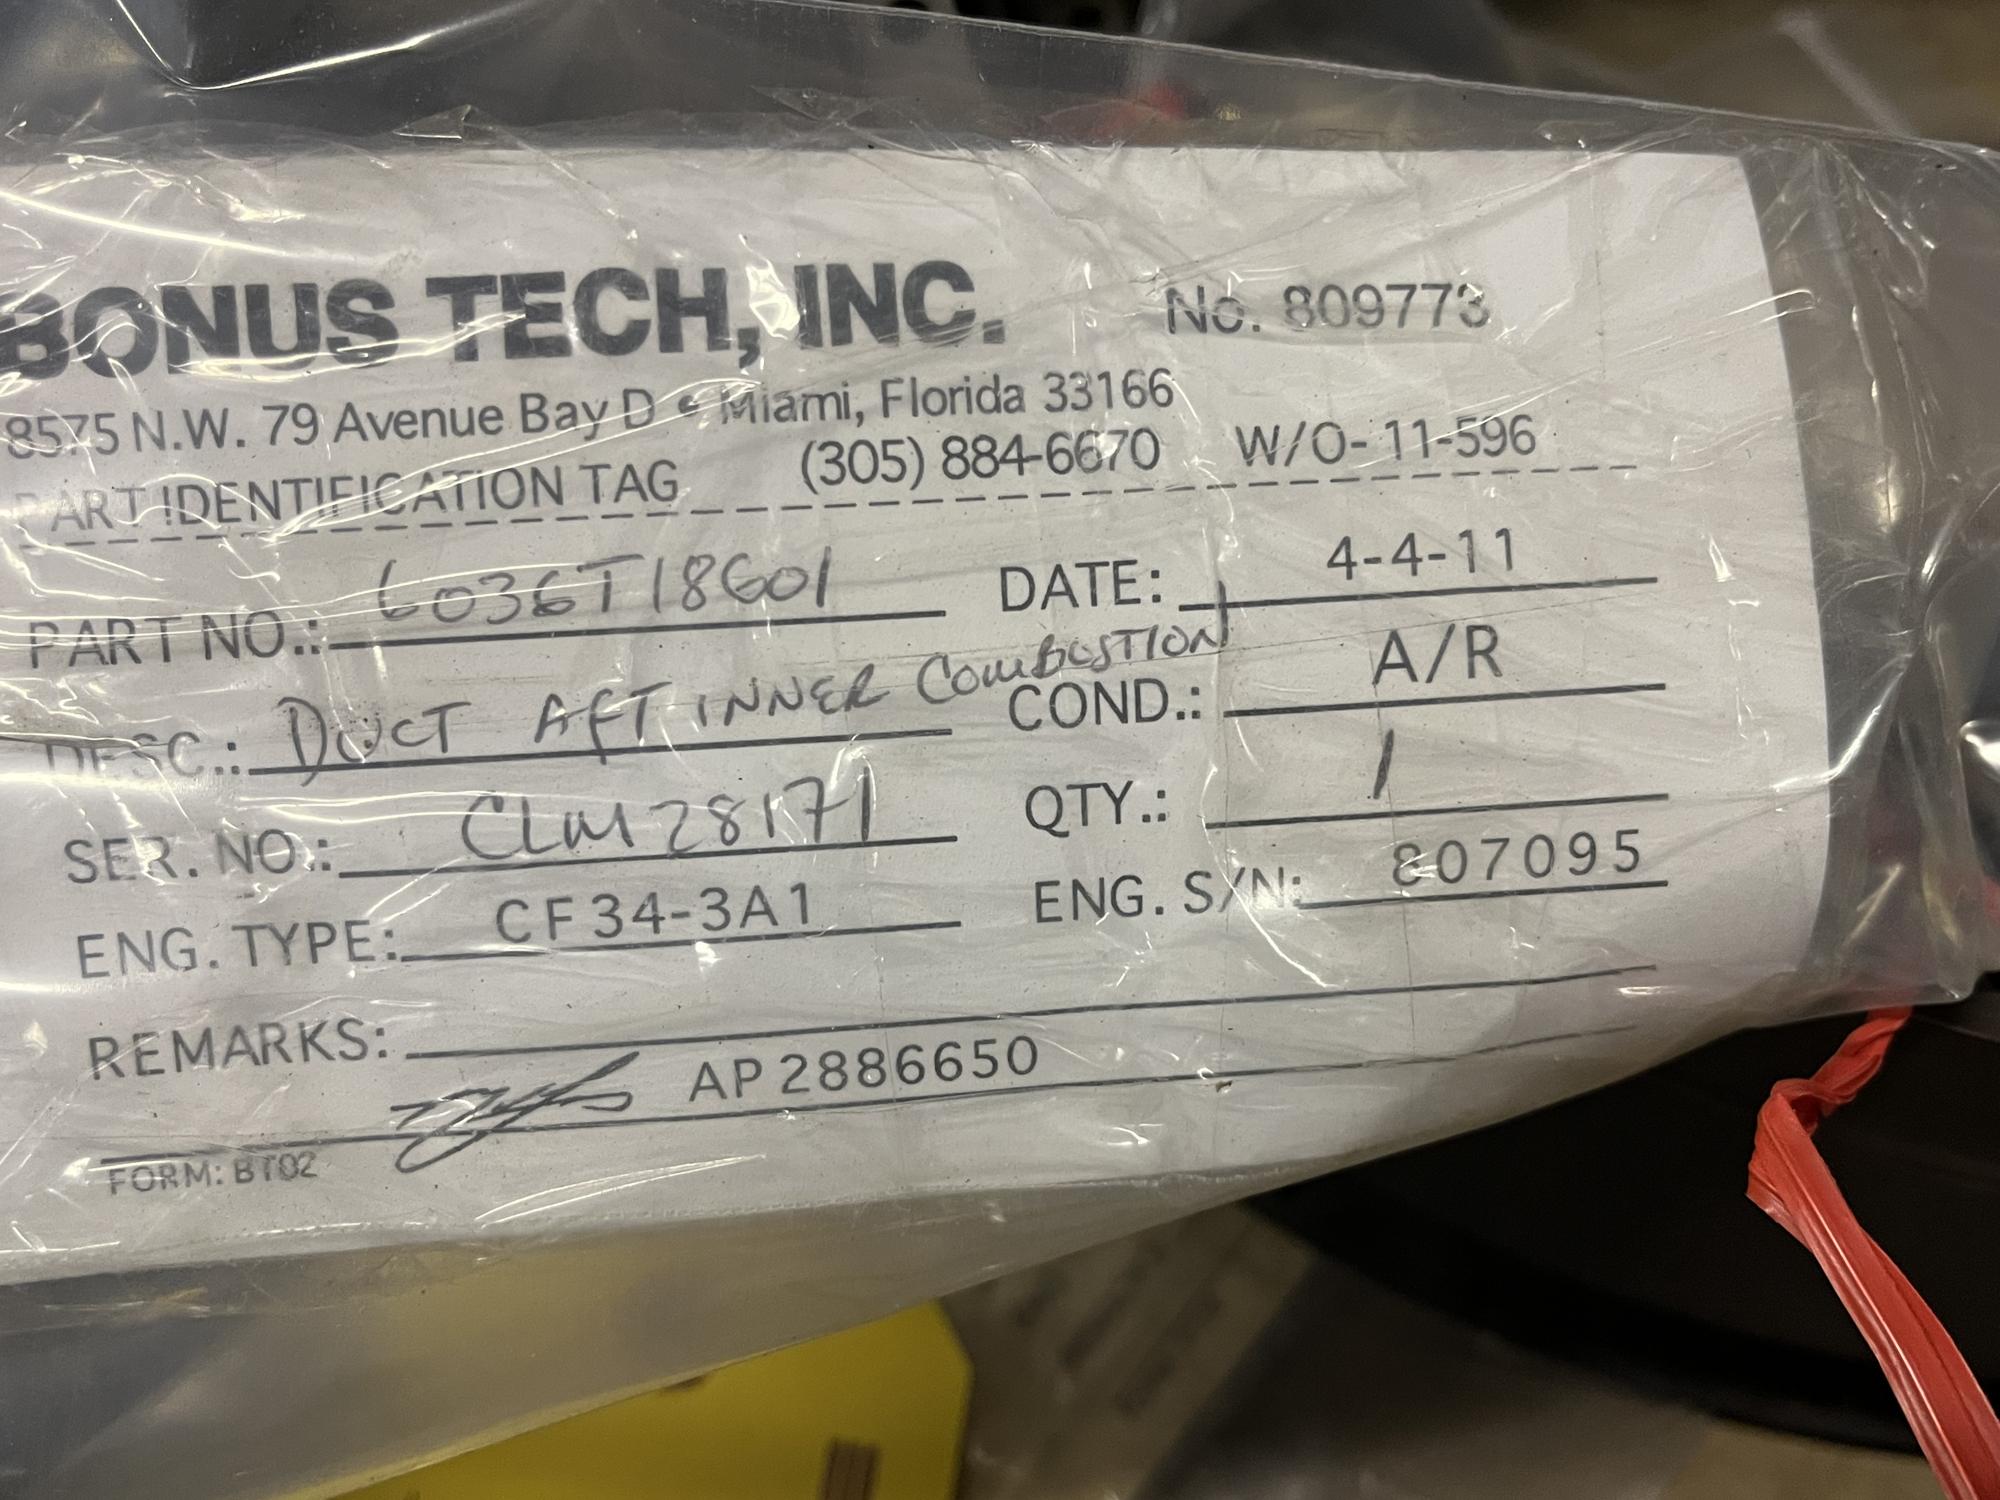 BONUS TECH, INC. No. 809773
8575 N.W. 79 Avenue Bay D • Miami, Florida 33166
PART IDENTIFICATION TAG (305) 884-6670 W/O- 11-596
PART NO.: 6036T18G01 DATE: 4-4-11
DESC.: DUCT AFT INNER COMBUSTION COND.: A/R
SER. NO.: CLM28171 QTY.: 1
ENG. TYPE: CF34-3A1 ENG. S/N: 807095
REMARKS:
AP2886650
FORM: BT02